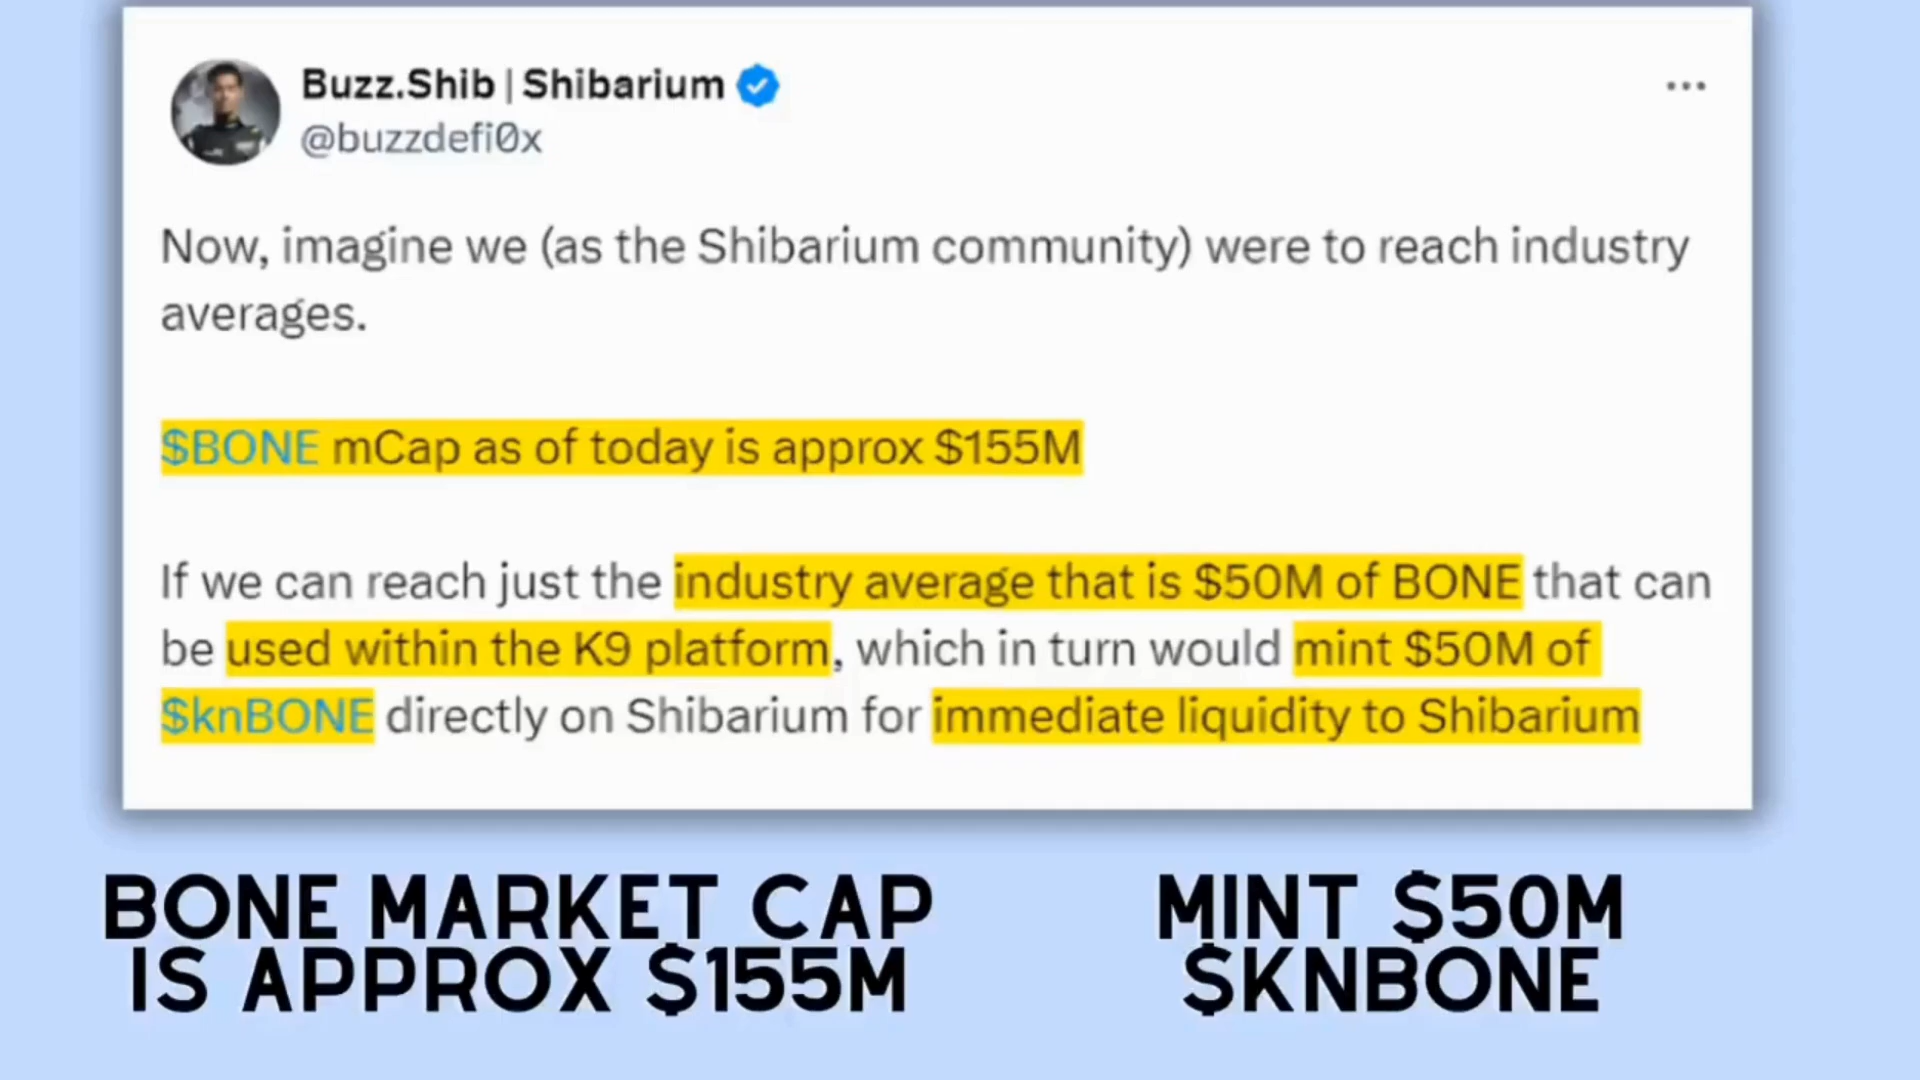 Buzz.Shib | Shibarium
@buzzdefi0x
Now, imagine we (as the Shibarium community) were to reach industry
averages.
$BONE mCap as of today is approx $155M
If we can reach just the industry average that is $50M of BONE that can
be used within the K9 platform, which in turn would mint $50M of
$knBONE directly on Shibarium for immediate liquidity to Shibarium
BONE MARKET CAP
IS APPROX $155M
MINT $50M
$KNBONE